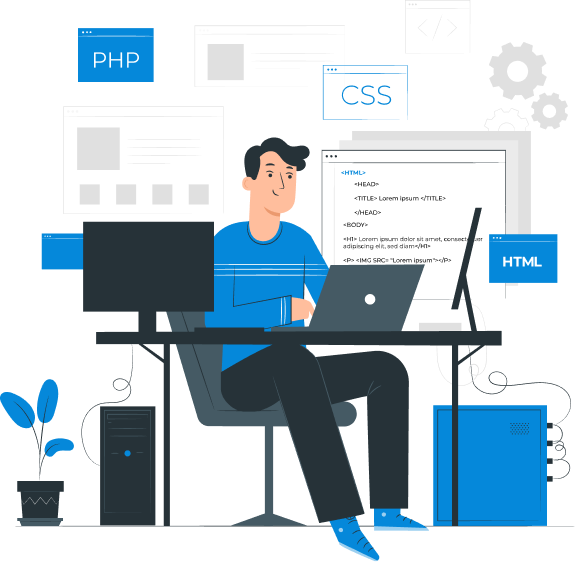 </>
PHP
CSS
<HTML>
<HEAD>
<TITLE> Lorem ipsum </TITLE>
</HEAD>
<BODY>
<H1> Lorem ipsum dolor sit amet, consectetuer
adipiscing elit, sed diam</H1>
<P> <IMG SRC= "Lorem ipsum"></P>
HTML